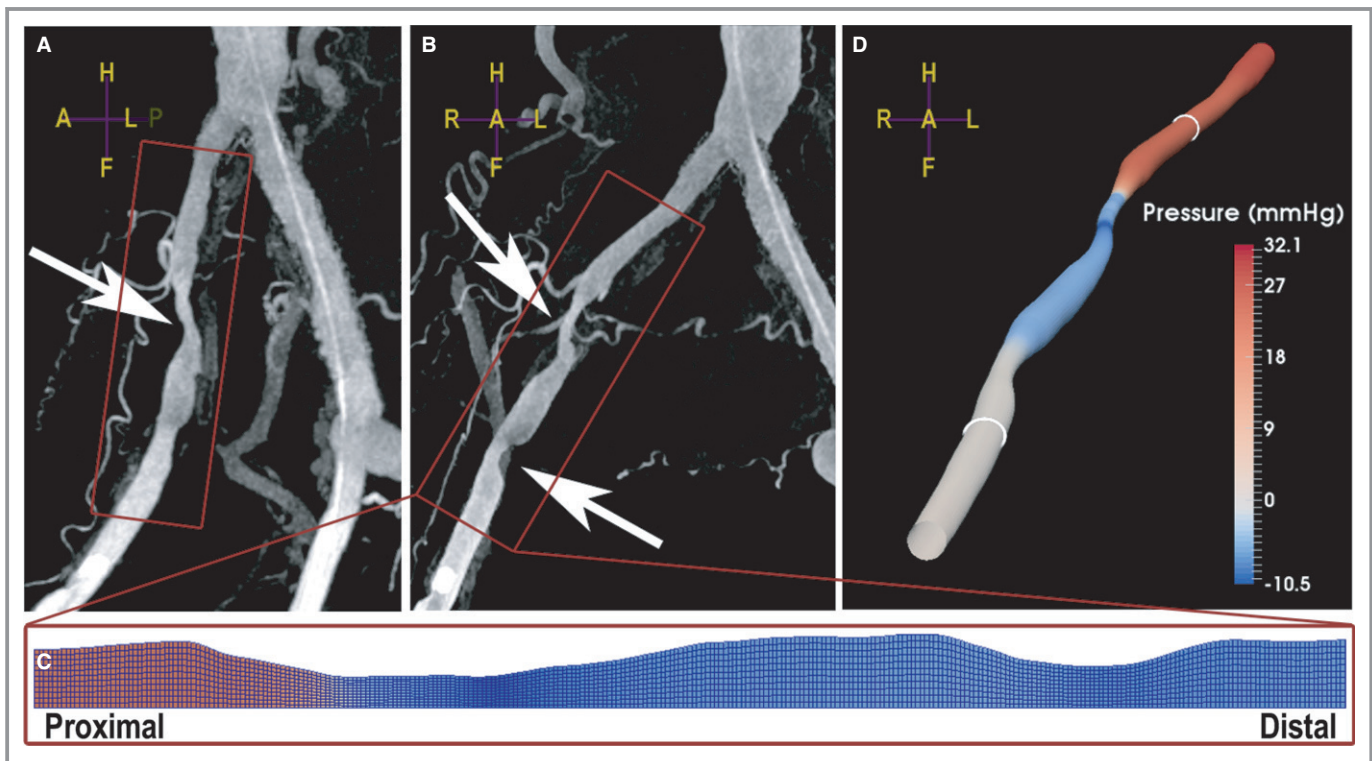 A
H
A L P
F
B
H
R A L
F
D
H
R A L
F
Pressure (mmHg)
32.1
27
18
9
0
-10.5
C
Proximal Distal